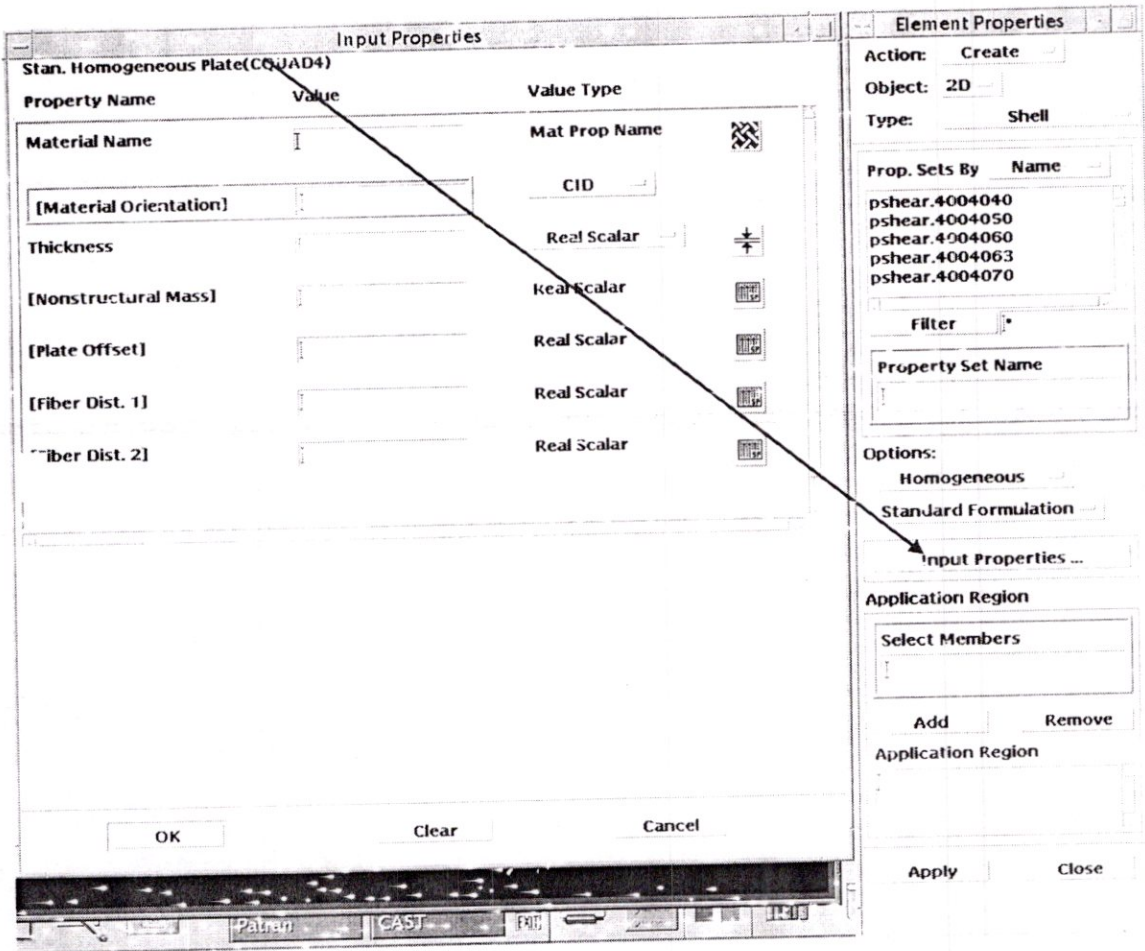 Input Properties
Stan. Homogeneous Plate(CQUAD4)
Property Name Value Value Type
Material Name Mat Prop Name
[Material Orientation] CID
Thickness Real Scalar
[Nonstructural Mass] Real Scalar
[Plate Offset] Real Scalar
[Fiber Dist. 1] Real Scalar
[Fiber Dist. 2] Real Scalar
OK Clear Cancel
Patran CAST
Element Properties
Action: Create
Object: 2D
Type: Shell
Prop. Sets By Name
pshear.4004040
pshear.4004050
pshear.4004060
pshear.4004063
pshear.4004070
Filter *
Property Set Name
Options:
Homogeneous
Standard Formulation
Input Properties ...
Application Region
Select Members
Add Remove
Application Region
Apply Close